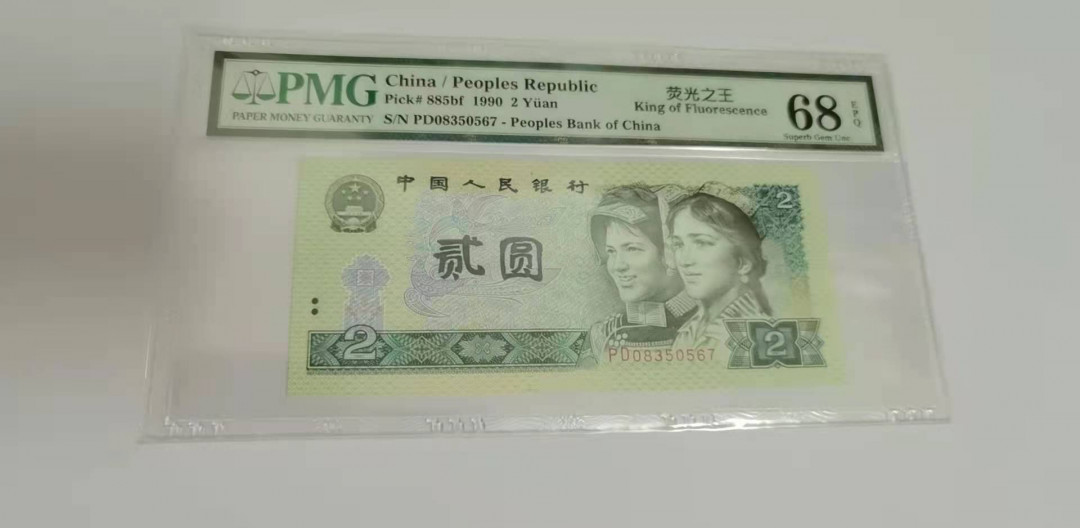 PMG
PAPER MONEY GUARANTY
China / Peoples Republic
Pick# 885bf 1990 2 Yüan
S/N PD08350567 - Peoples Bank of China
荧光之王
King of Fluorescence
68
EPQ
Superb Gem Unc
中国人民银行
2
贰圆
2
PD08350567
2